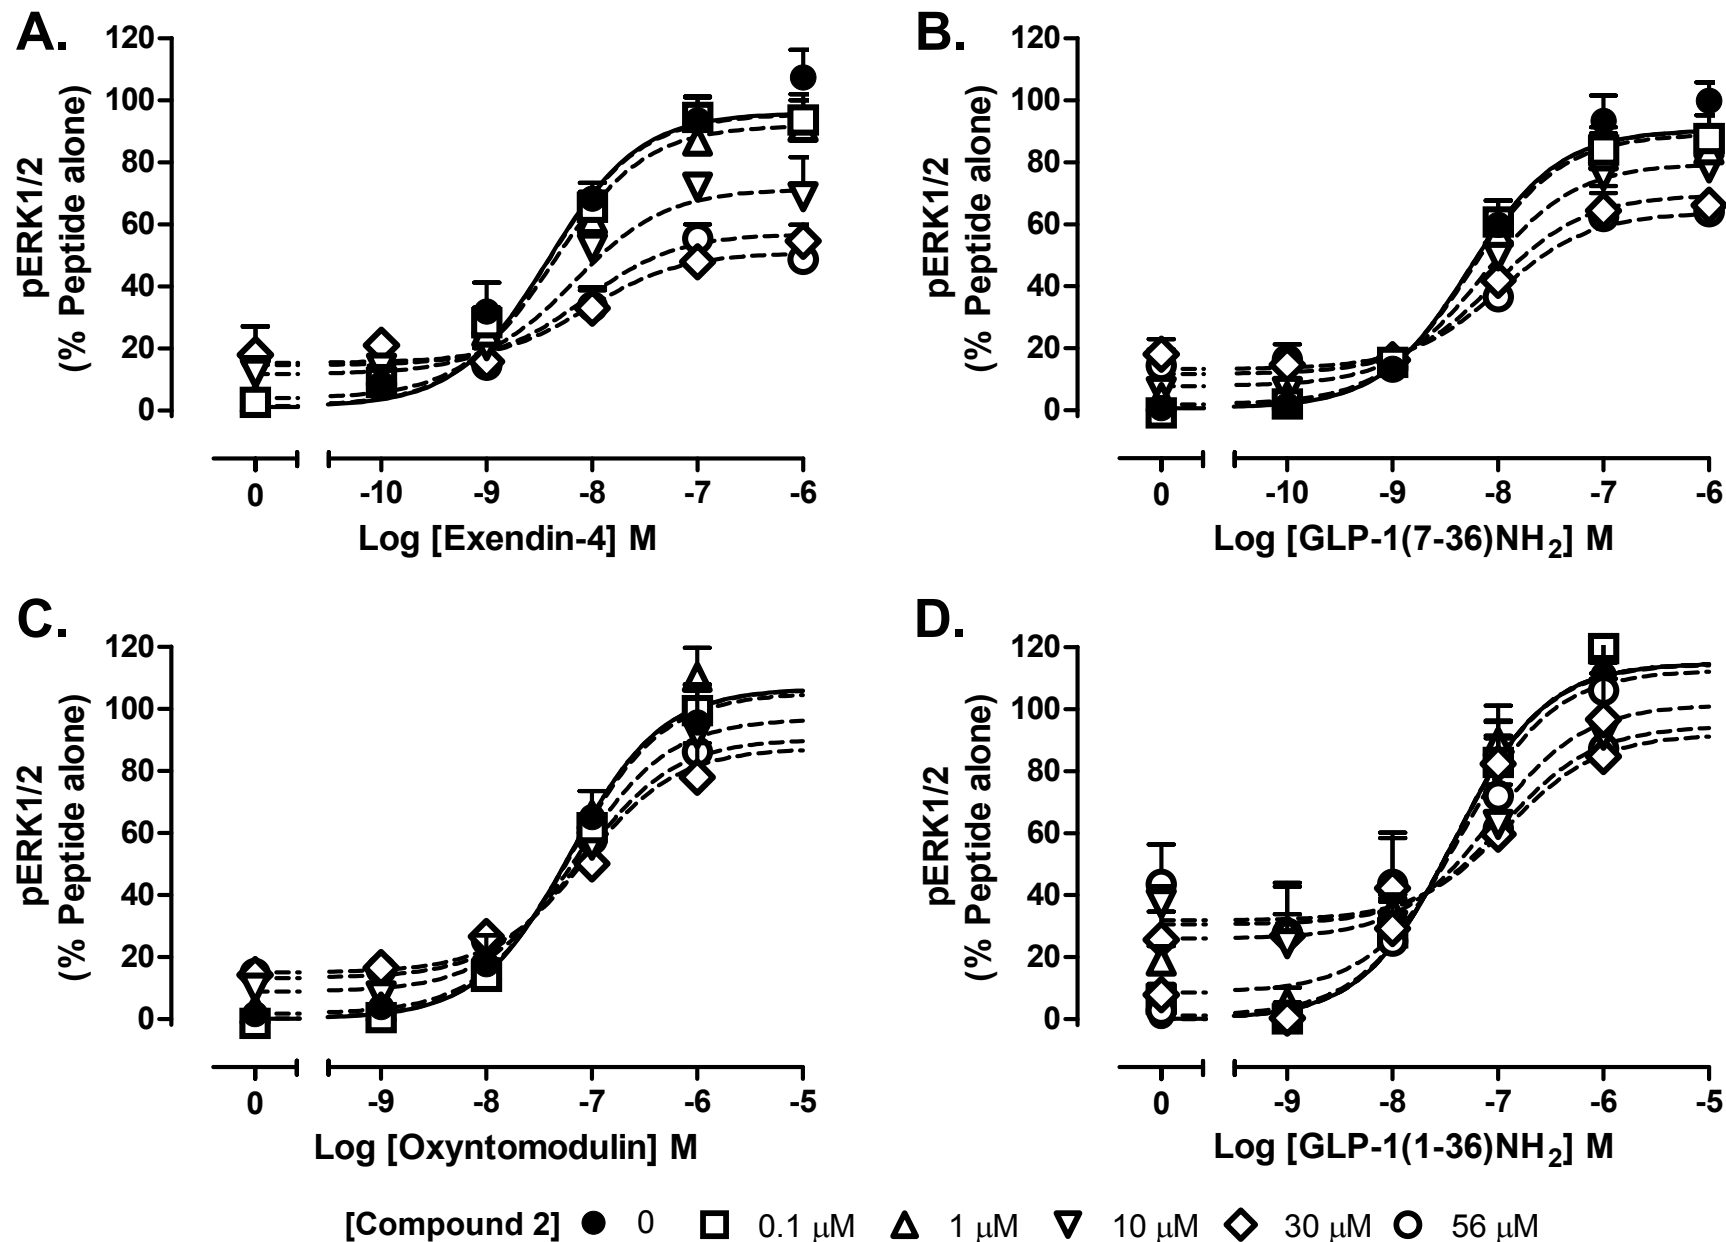 A.
pERK1/2
(% Peptide alone)
120
100
80
60
40
20
0
0 -10 -9 -8 -7 -6
Log [Exendin-4] M
B.
pERK1/2
(% Peptide alone)
120
100
80
60
40
20
0
0 -10 -9 -8 -7 -6
Log [GLP-1(7-36)NH₂] M
C.
pERK1/2
(% Peptide alone)
120
100
80
60
40
20
0
0 -9 -8 -7 -6 -5
Log [Oxyntomodulin] M
D.
pERK1/2
(% Peptide alone)
120
100
80
60
40
20
0
0 -9 -8 -7 -6 -5
Log [GLP-1(1-36)NH₂] M
[Compound 2] 0 0.1 μM 1 μM 10 μM 30 μM 56 μM